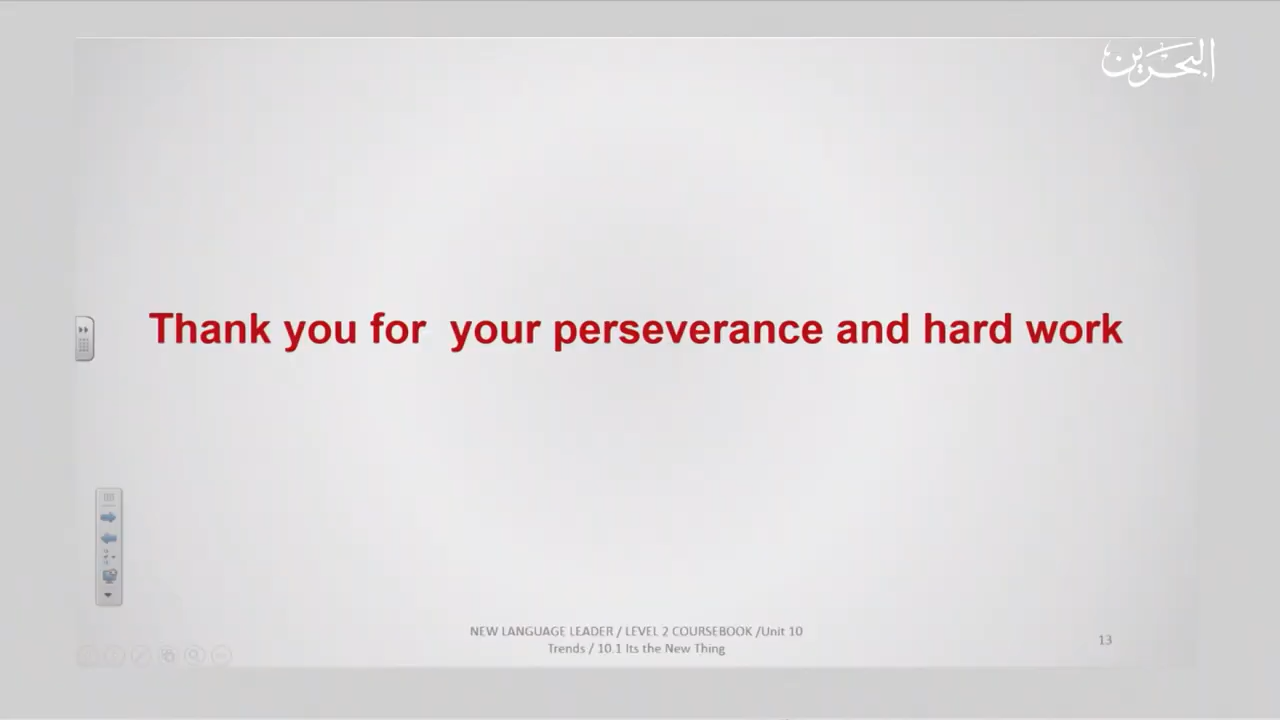 البحرين
Thank you for  your perseverance and hard work
NEW LANGUAGE LEADER / LEVEL 2 COURSEBOOK /Unit 10
Trends / 10.1 Its the New Thing
13